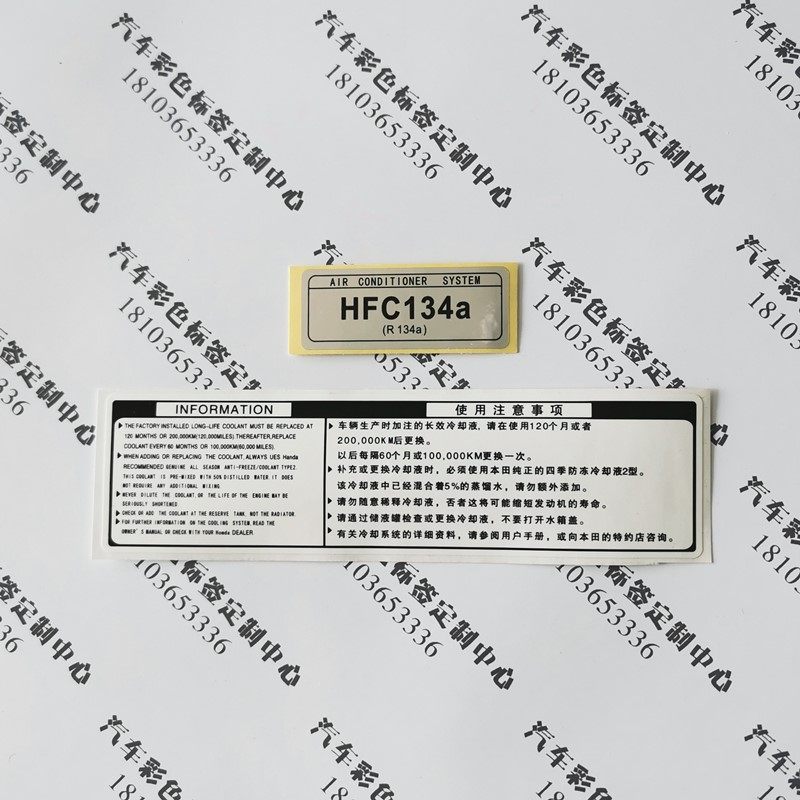 汽车彩色标签定制中心
18103653336
AIR CONDITIONER SYSTEM
HFC134a
(R 134a)
INFORMATION
THE FACTORY INSTALLED LONG-LIFE COOLANT MUST BE REPLACED AT
120 MONTHS OR 200,000KM(120,000MILES).THEREAFTER,REPLACE
COOLANT EVERY 60 MONTHS OR 100,000KM(60,000 MILES).
WHEN ADDING OR REPLACING THE COOLANT, ALWAYS UES Handa
RECOMMENDED GENUINE ALL SEASON ANTI-FREEZE/COOLANT TYPE2.
THIS COOLANT IS PRE-MIXED WITH 50% DISTILLED WATER IT DOES
NOT REQUIRE ANY ADDITIONAL MIXING.
NEVER DILUTE THE COOLANT, OR THE LIFE OF THE ENGINE MAY BE
SERIOUSLY SHORTENED.
CHECK OR ADD THE COOLANT AT THE RESERVE TANK, NOT THE RADIATOR.
FOR FURTHER INFORMATION ON THE COOLING SYSTEM, READ THE
OWNER'S MANUAL OR CHECK WITH YOUR Honda DEALER.
使用注意事项
车辆生产时加注的长效冷却液，请在使用120个月或者
200,000KM后更换。
以后每隔60个月或100,000KM更换一次。
补充或更换冷却液时，必须使用本田纯正的四季防冻冷却液2型。
该冷却液中已经混合着5%的蒸馏水，请勿额外添加。
请勿随意稀释冷却液，否者这将可能缩短发动机的寿命。
请通过储液罐检查或更换冷却液，不要打开水箱盖。
有关冷却系统的详细资料，请参阅用户手册，或向本田的特约店咨询。